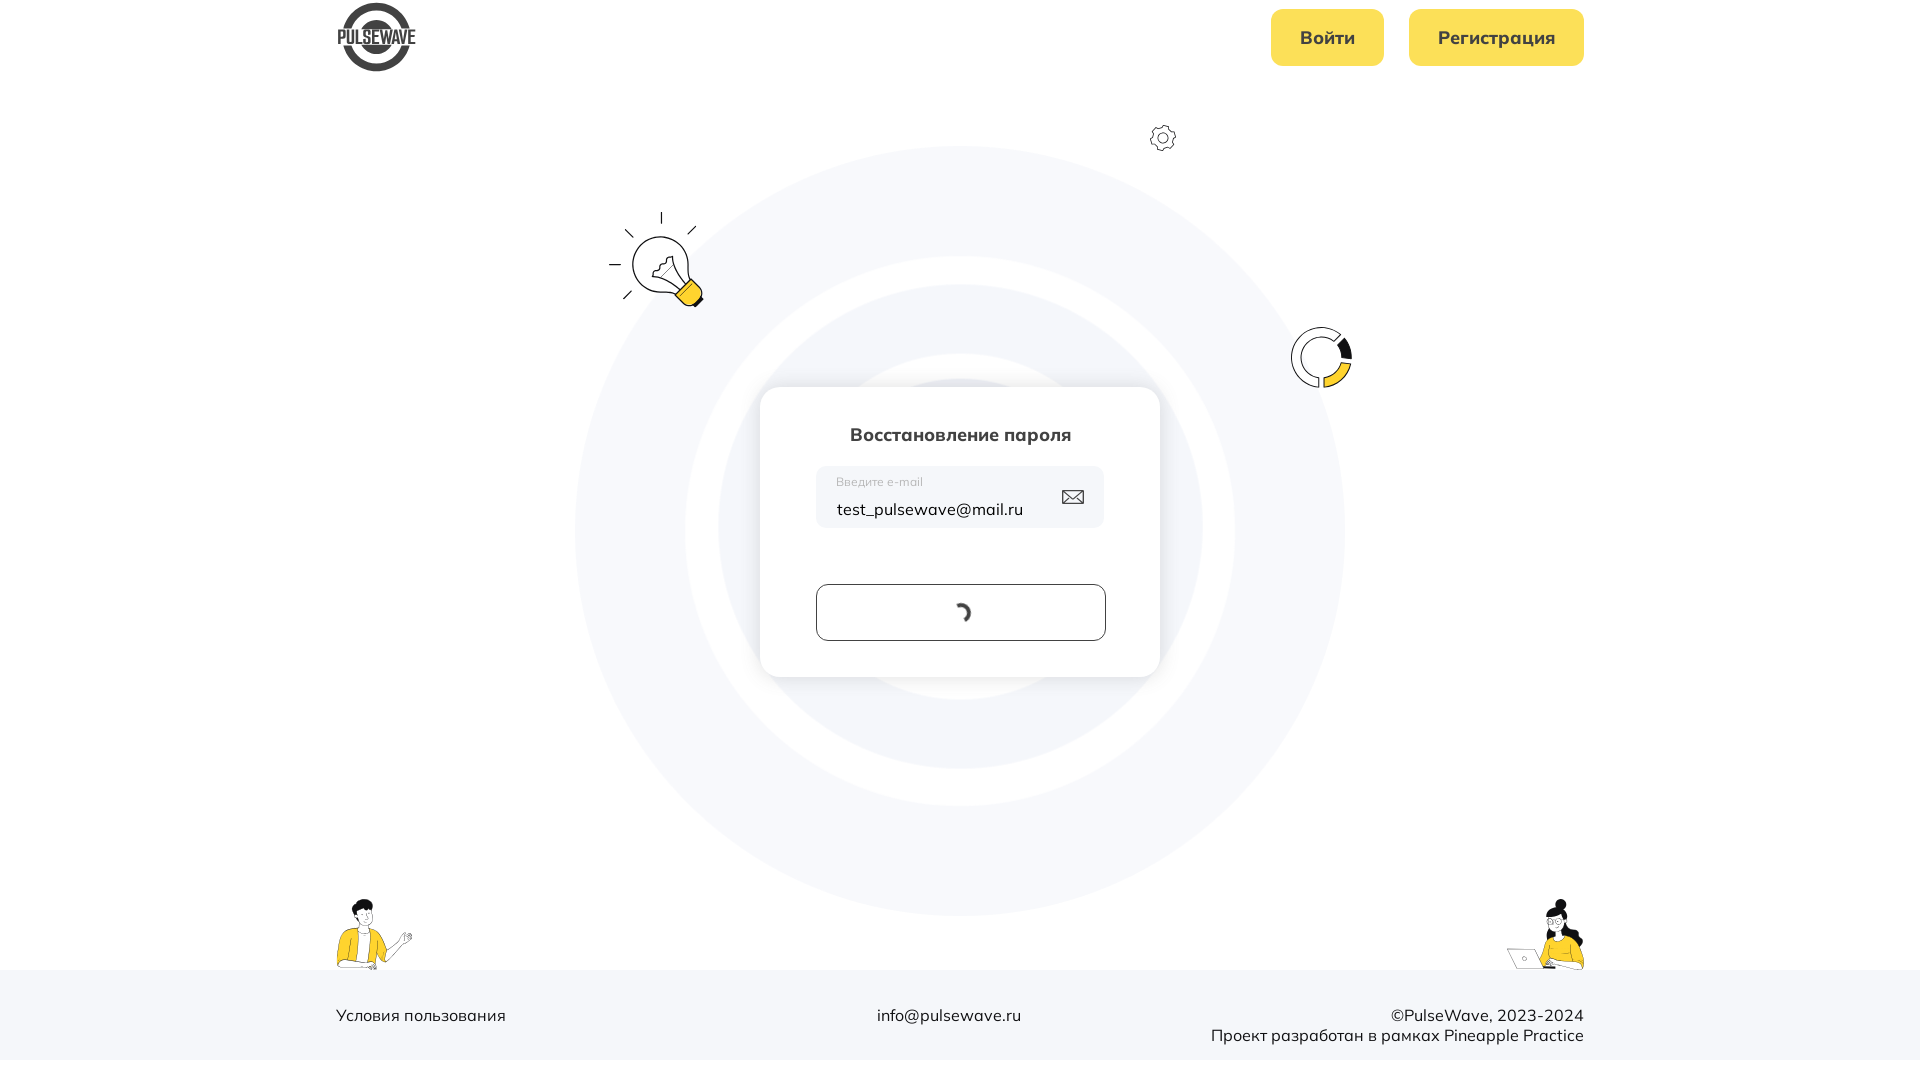 PULSEWAVE
Войти
Регистрация
Восстановление пароля
Введите e-mail
test_pulsewave@mail.ru
Условия пользования
info@pulsewave.ru
©PulseWave, 2023-2024
Проект разработан в рамках Pineapple Practice